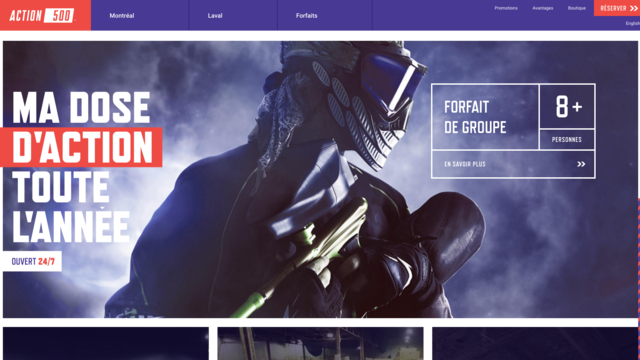 ACTION 500
Montréal
Laval
Forfaits
Promotions
Avantages
Boutique
RÉSERVER
English
MA DOSE
D'ACTION
TOUTE
L'ANNÉE
OUVERT 24/7
FORFAIT
DE GROUPE
8+
PERSONNES
EN SAVOIR PLUS